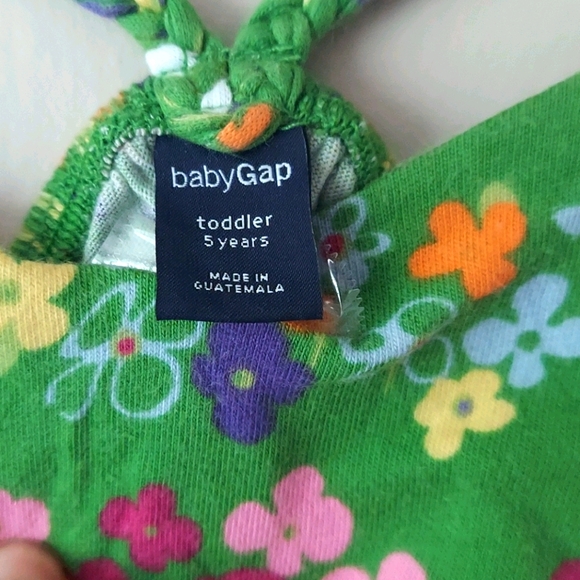 babyGap
toddler
5 years
MADE IN
GUATEMALA